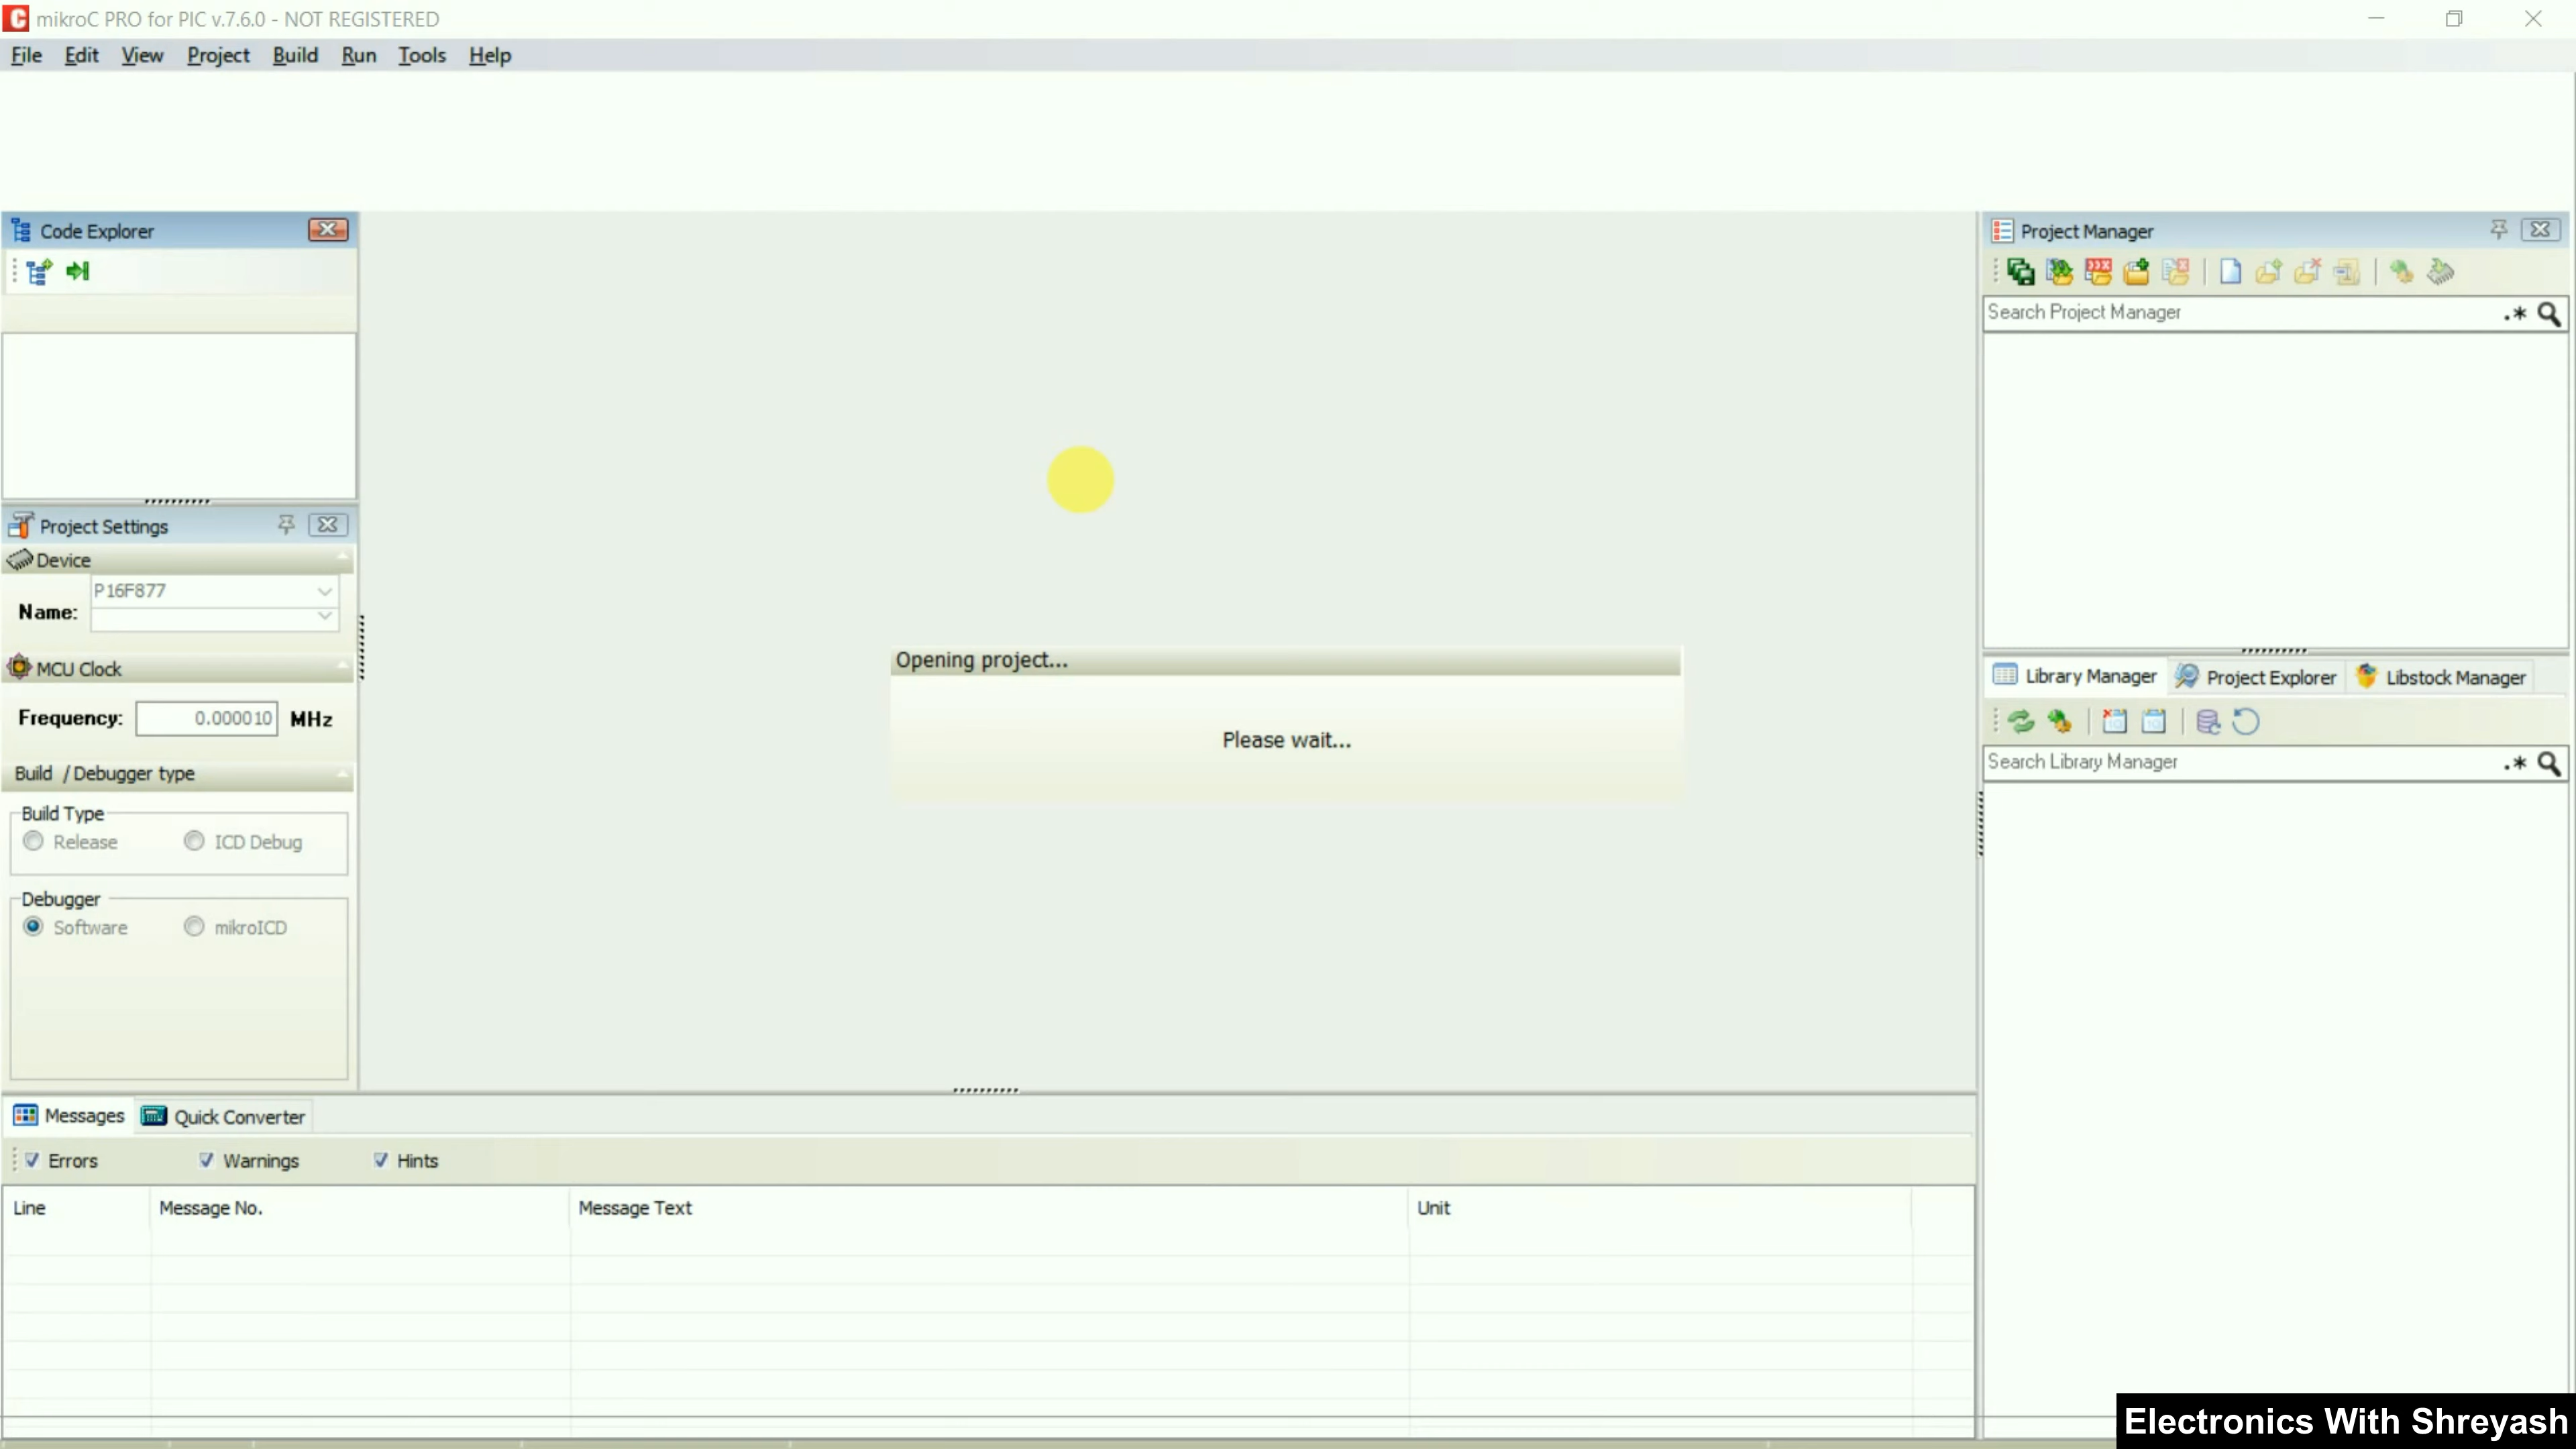 mikroC PRO for PIC v.7.6.0 - NOT REGISTERED
File Edit View Project Build Run Tools Help
Code Explorer
Project Settings
Device
P16F877
Name:
MCU Clock
Frequency: 0.000010 MHz
Build / Debugger type
Build Type
Release ICD Debug
Debugger
Software mikroICD
Opening project...
Please wait...
Project Manager
Search Project Manager .*
Library Manager Project Explorer Libstock Manager
Search Library Manager .*
Messages Quick Converter
Errors Warnings Hints
Line Message No. Message Text Unit
Electronics With Shreyash